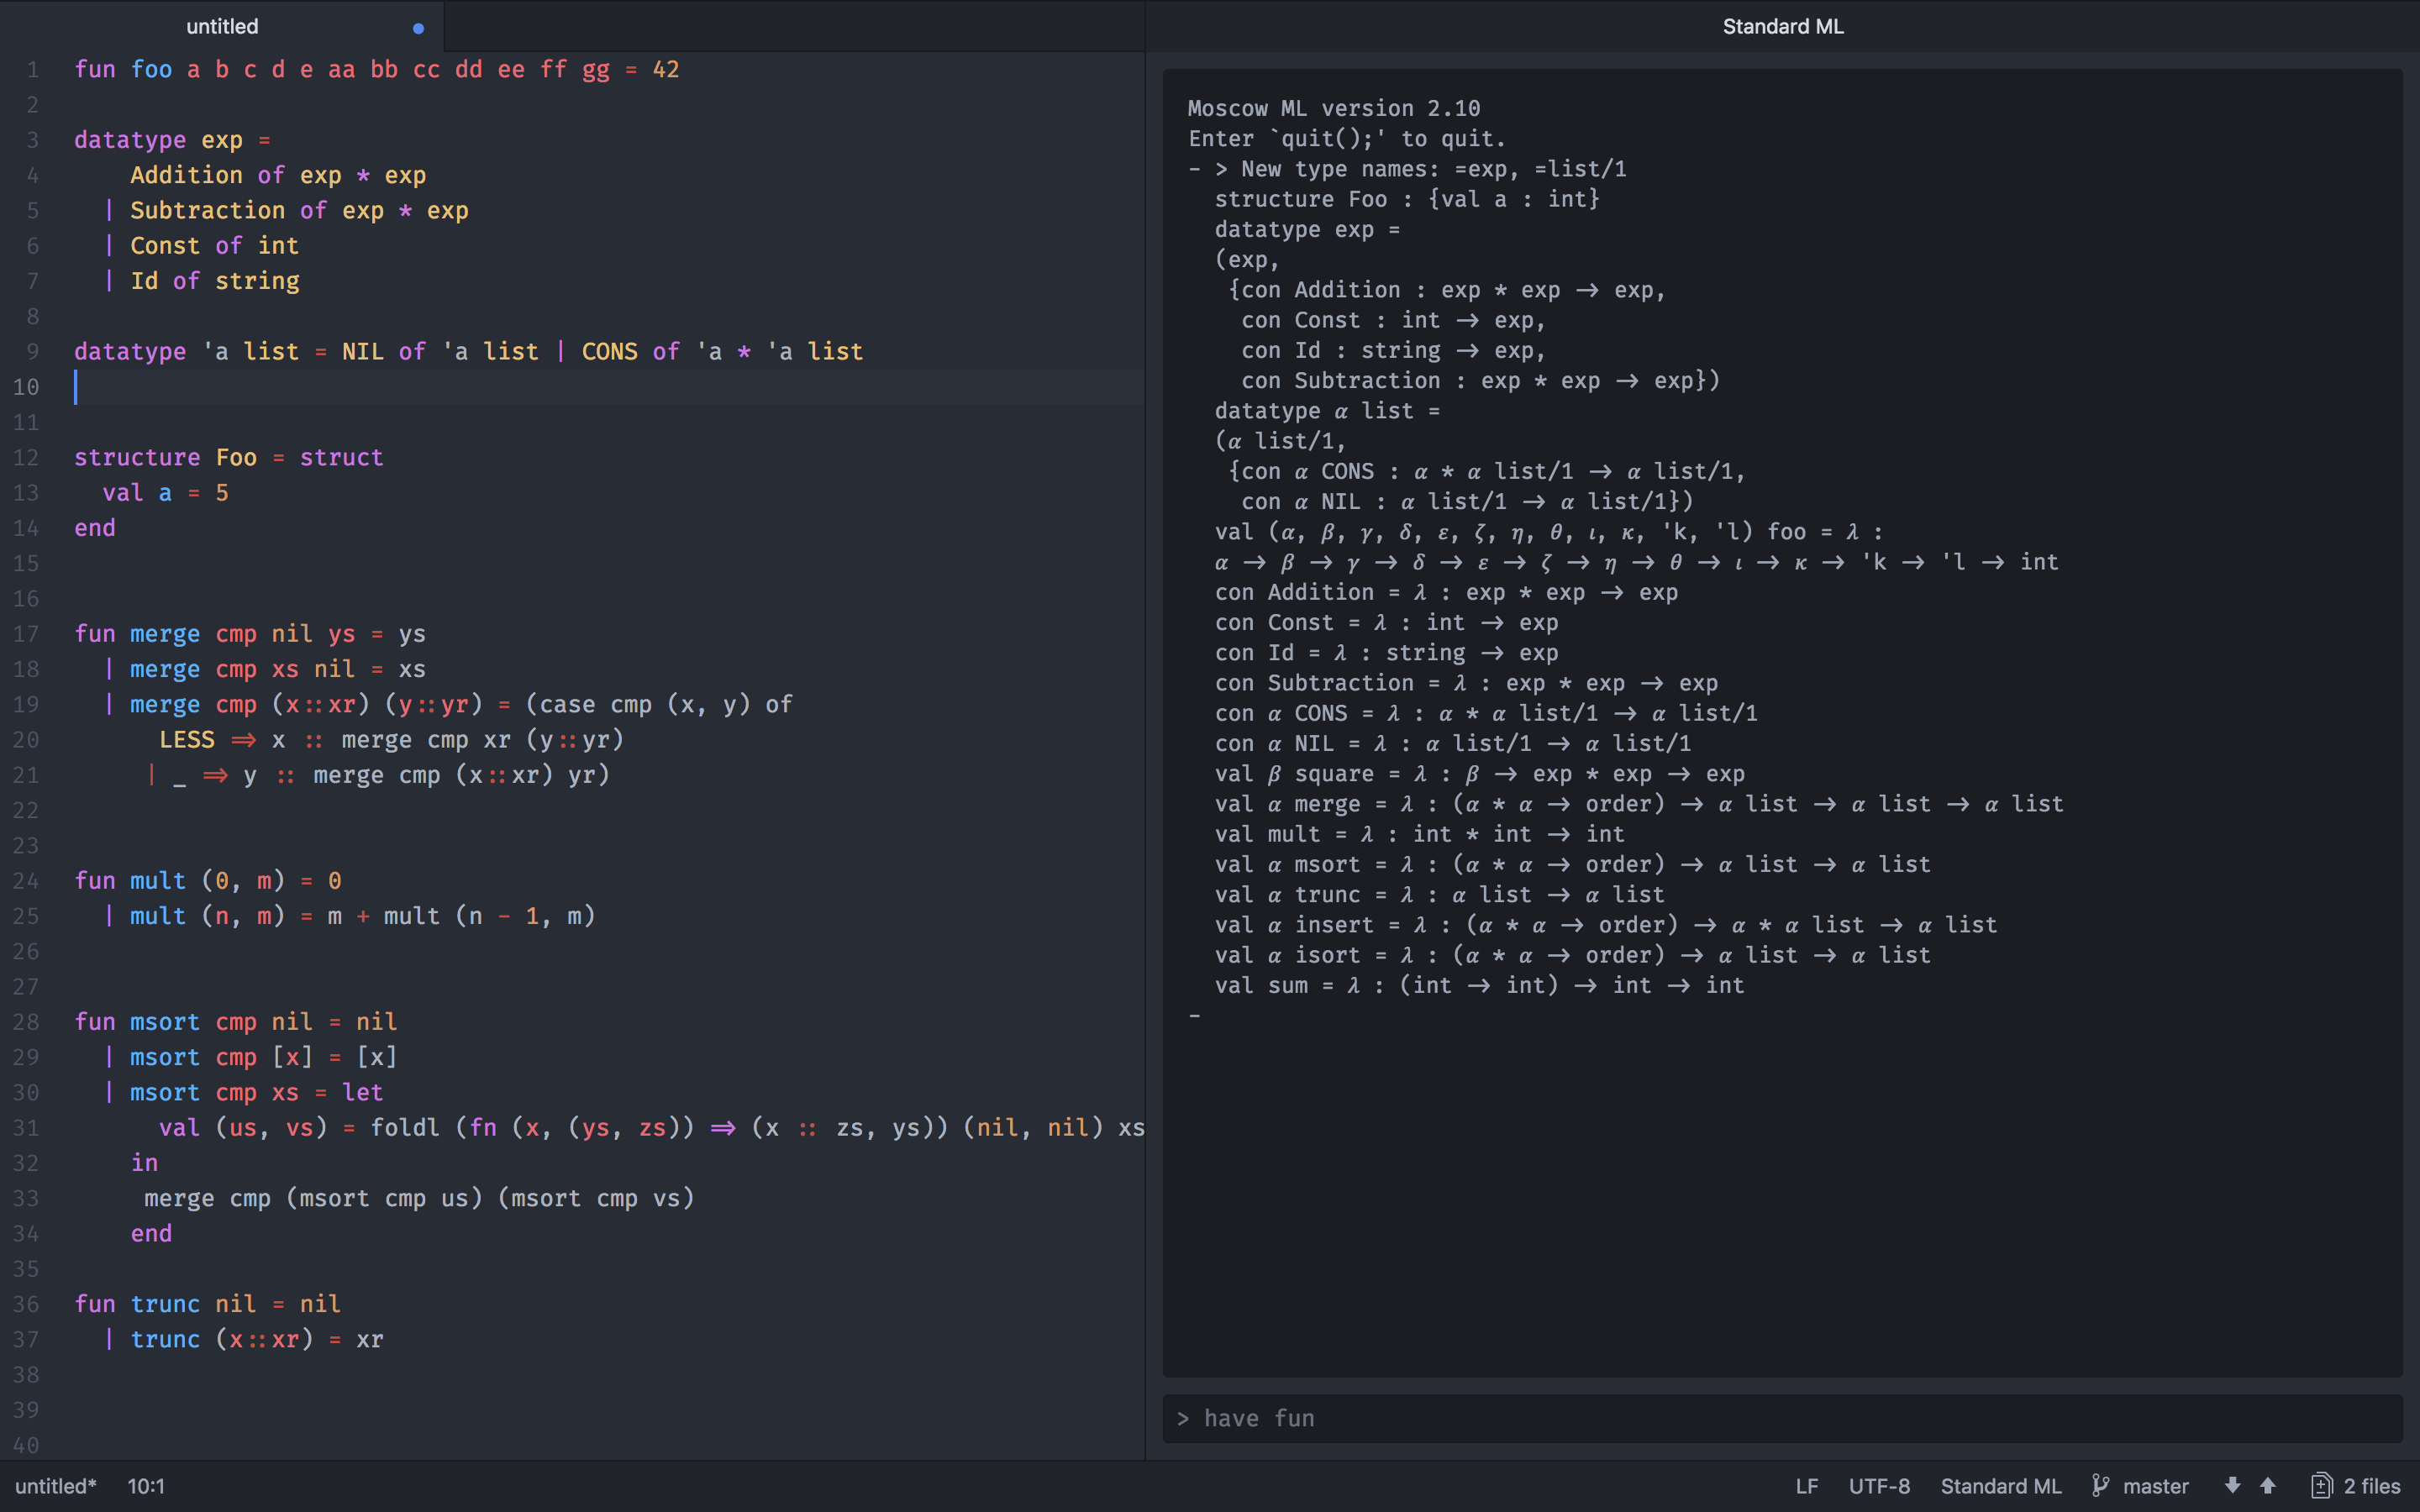 untitled
1 fun foo a b c d e aa bb cc dd ee ff gg = 42
2
3 datatype exp =
4     Addition of exp * exp
5   | Subtraction of exp * exp
6   | Const of int
7   | Id of string
8
9 datatype 'a list = NIL of 'a list | CONS of 'a * 'a list
10
11
12 structure Foo = struct
13   val a = 5
14 end
15
16
17 fun merge cmp nil ys = ys
18   | merge cmp xs nil = xs
19   | merge cmp (x::xr) (y::yr) = (case cmp (x, y) of
20       LESS => x :: merge cmp xr (y::yr)
21      | _ => y :: merge cmp (x::xr) yr)
22
23
24 fun mult (0, m) = 0
25   | mult (n, m) = m + mult (n - 1, m)
26
27
28 fun msort cmp nil = nil
29   | msort cmp [x] = [x]
30   | msort cmp xs = let
31       val (us, vs) = foldl (fn (x, (ys, zs)) => (x :: zs, ys)) (nil, nil) xs
32     in
33      merge cmp (msort cmp us) (msort cmp vs)
34     end
35
36 fun trunc nil = nil
37   | trunc (x::xr) = xr
38
39
40
Standard ML
Moscow ML version 2.10
Enter `quit();' to quit.
- > New type names: =exp, =list/1
  structure Foo : {val a : int}
  datatype exp =
  (exp,
   {con Addition : exp * exp → exp,
    con Const : int → exp,
    con Id : string → exp,
    con Subtraction : exp * exp → exp})
  datatype α list =
  (α list/1,
   {con α CONS : α * α list/1 → α list/1,
    con α NIL : α list/1 → α list/1})
  val (α, β, γ, δ, ε, ζ, η, θ, ι, κ, 'k, 'l) foo = λ :
  α → β → γ → δ → ε → ζ → η → θ → ι → κ → 'k → 'l → int
  con Addition = λ : exp * exp → exp
  con Const = λ : int → exp
  con Id = λ : string → exp
  con Subtraction = λ : exp * exp → exp
  con α CONS = λ : α * α list/1 → α list/1
  con α NIL = λ : α list/1 → α list/1
  val β square = λ : β → exp * exp → exp
  val α merge = λ : (α * α → order) → α list → α list → α list
  val mult = λ : int * int → int
  val α msort = λ : (α * α → order) → α list → α list
  val α trunc = λ : α list → α list
  val α insert = λ : (α * α → order) → α * α list → α list
  val α isort = λ : (α * α → order) → α list → α list
  val sum = λ : (int → int) → int → int
-
> have fun
untitled* 10:1 LF UTF-8 Standard ML master 2 files